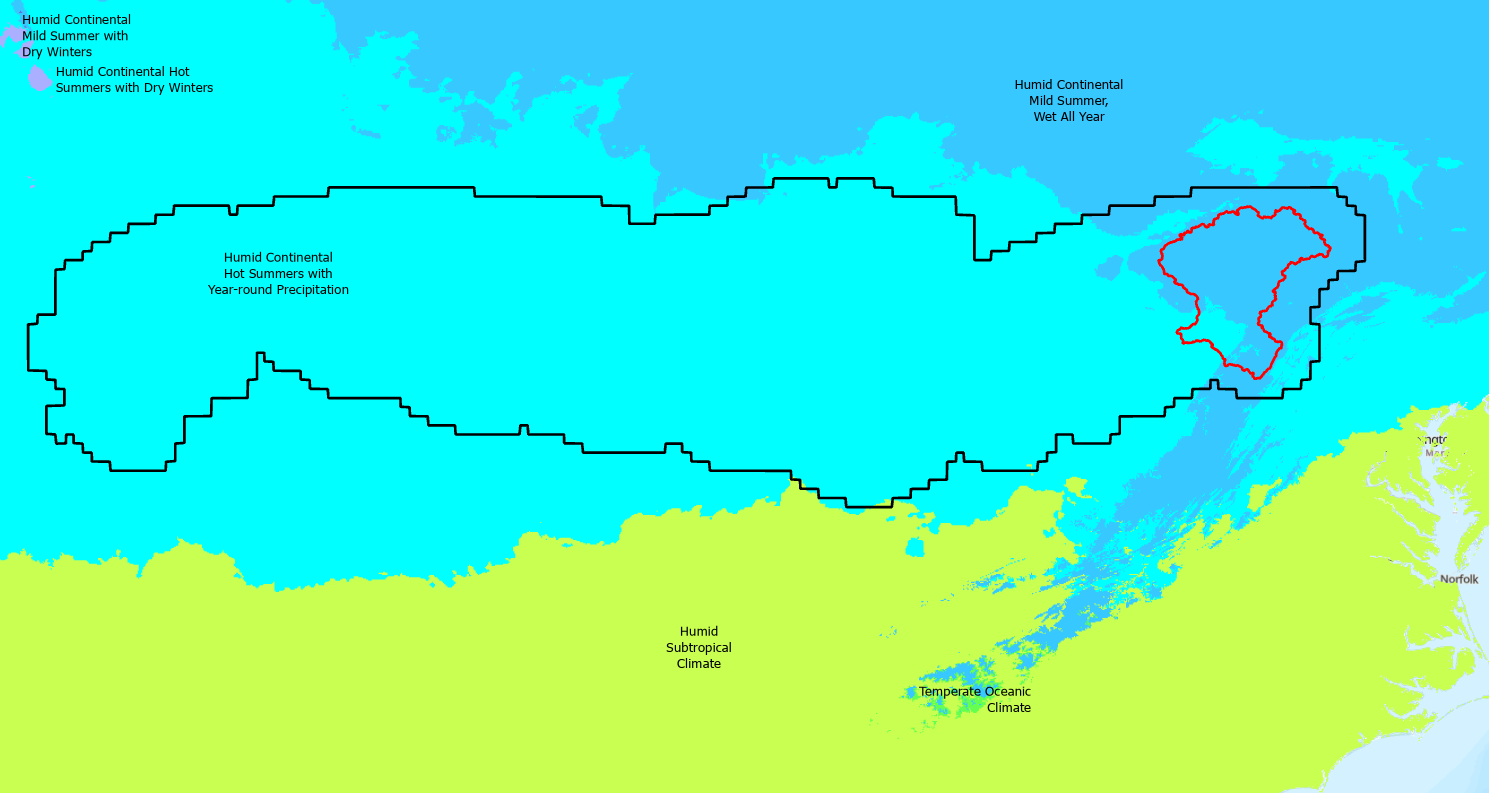 Humid Continental
Mild Summer with
Dry Winters
Humid Continental Hot
Summers with Dry Winters
Humid Continental
Mild Summer,
Wet All Year
Humid Continental
Hot Summers with
Year-round Precipitation
Norfolk
Humid
Subtropical
Climate
Temperate Oceanic
Climate